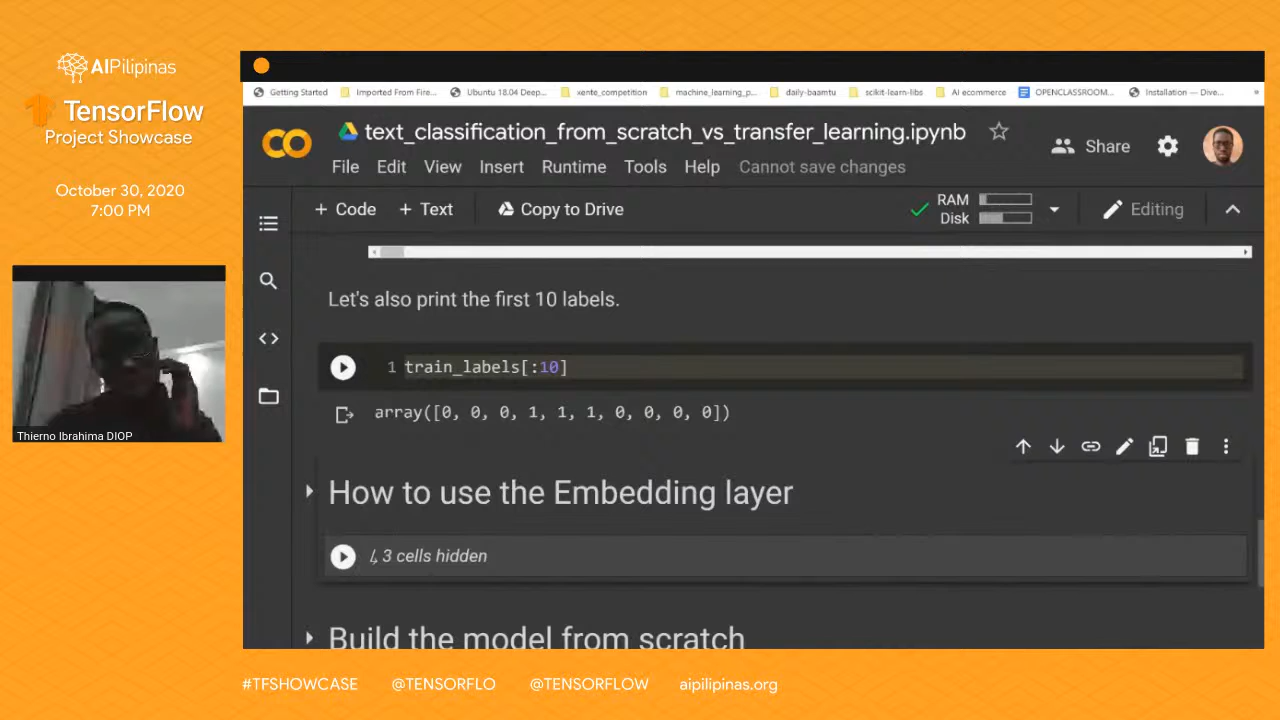 AIPilipinas
TensorFlow
Project Showcase
October 30, 2020
7:00 PM
Thierno Ibrahima DIOP
Getting Started
Imported From Fire...
Ubuntu 18.04 Deep...
xente_competition
machine_learning_p...
daily-baamtu
scikit-learn-libs
AI ecommerce
OPENCLASSROOM...
Installation — Dive...
»
text_classification_from_scratch_vs_transfer_learning.ipynb
Share
File Edit View Insert Runtime Tools Help Cannot save changes
+ Code + Text Copy to Drive
RAM
Disk
Editing
Let's also print the first 10 labels.
1 train_labels[:10]
array([0, 0, 0, 1, 1, 1, 0, 0, 0, 0])
How to use the Embedding layer
↳ 3 cells hidden
Build the model from scratch
#TFSHOWCASE @TENSORFLO @TENSORFLOW aipilipinas.org